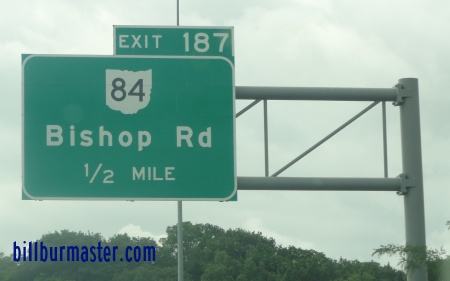 EXIT 187
84
Bishop Rd
1/2 MILE
billburmaster.com